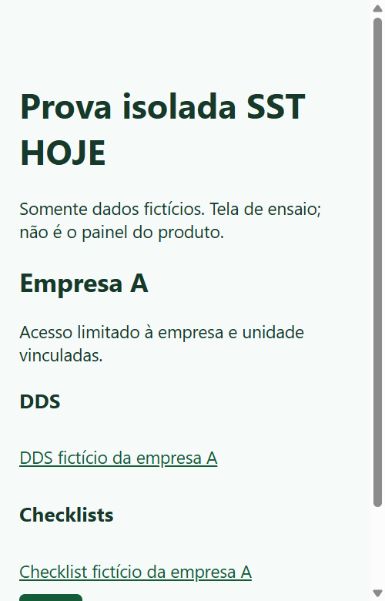 Prova isolada SST
HOJE
Somente dados fictícios. Tela de ensaio;
não é o painel do produto.
Empresa A
Acesso limitado à empresa e unidade
vinculadas.
DDS
DDS fictício da empresa A
Checklists
Checklist fictício da empresa A